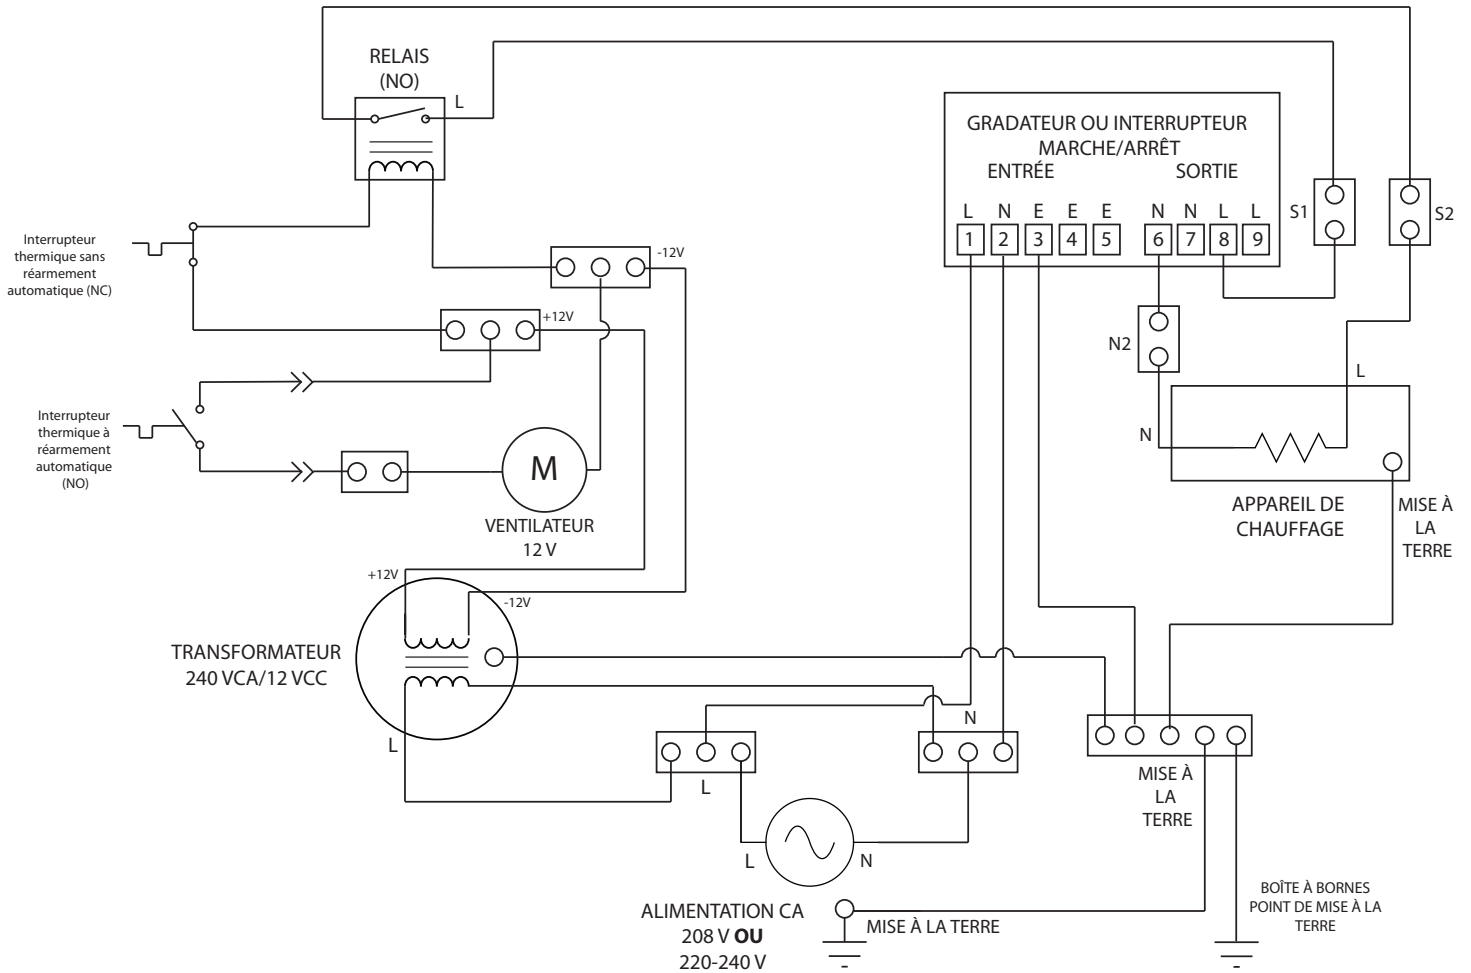 RELAIS
(NO)
L
GRADATEUR OU INTERRUPTEUR
MARCHE/ARRÊT
ENTRÉE SORTIE
L N E E E N N L L
1 2 3 4 5 6 7 8 9
S1
S2
Interrupteur
thermique sans
réarmement
automatique (NC)
-12V
+12V
N2
L
N
Interrupteur
thermique à
réarmement
automatique
(NO)
M
VENTILATEUR
12 V
APPAREIL DE
CHAUFFAGE
MISE À
LA
TERRE
+12V
-12V
TRANSFORMATEUR
240 VCA/12 VCC
L
N
L
MISE À
LA
TERRE
L
N
ALIMENTATION CA
208 V OU
220-240 V
MISE À LA TERRE
BOÎTE À BORNES
POINT DE MISE À LA
TERRE